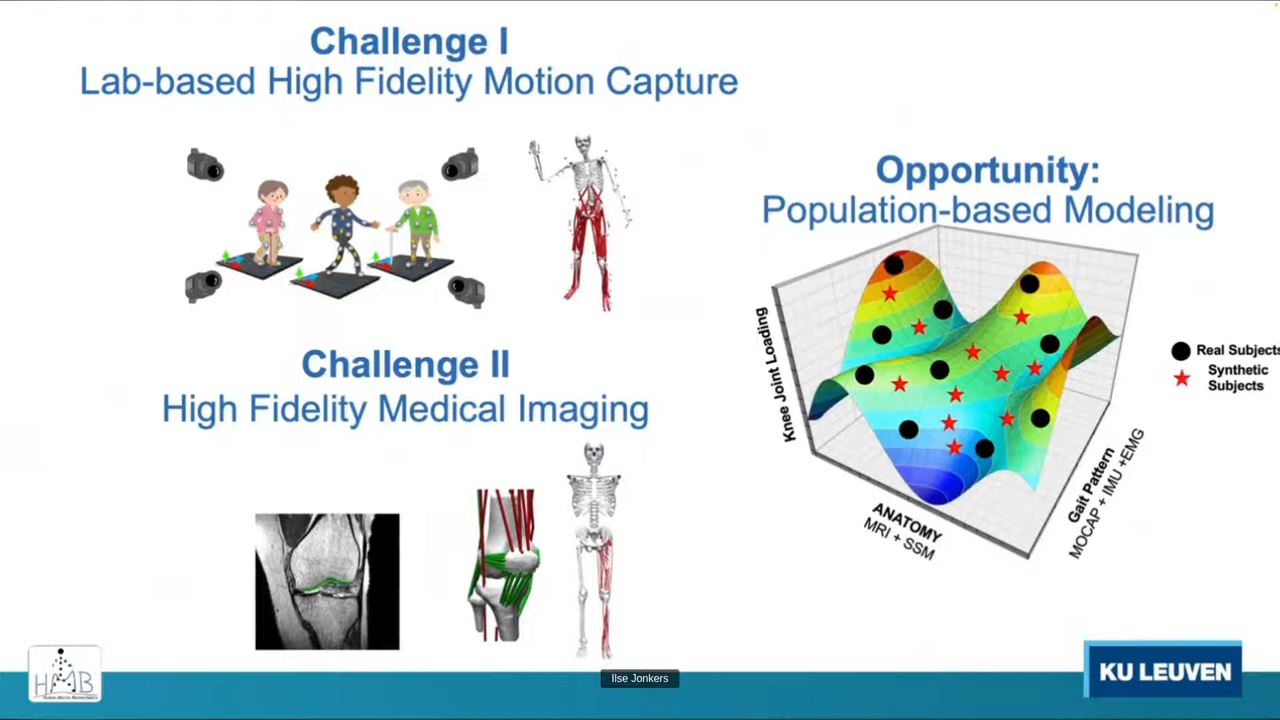 Challenge I
Lab-based High Fidelity Motion Capture
Challenge II
High Fidelity Medical Imaging
Opportunity:
Population-based Modeling
Knee Joint Loading
ANATOMY
MRI + SSM
Gait Pattern
MOCAP + IMU +EMG
Real Subjects
Synthetic
Subjects
HMB
Ilse Jonkers
KU LEUVEN